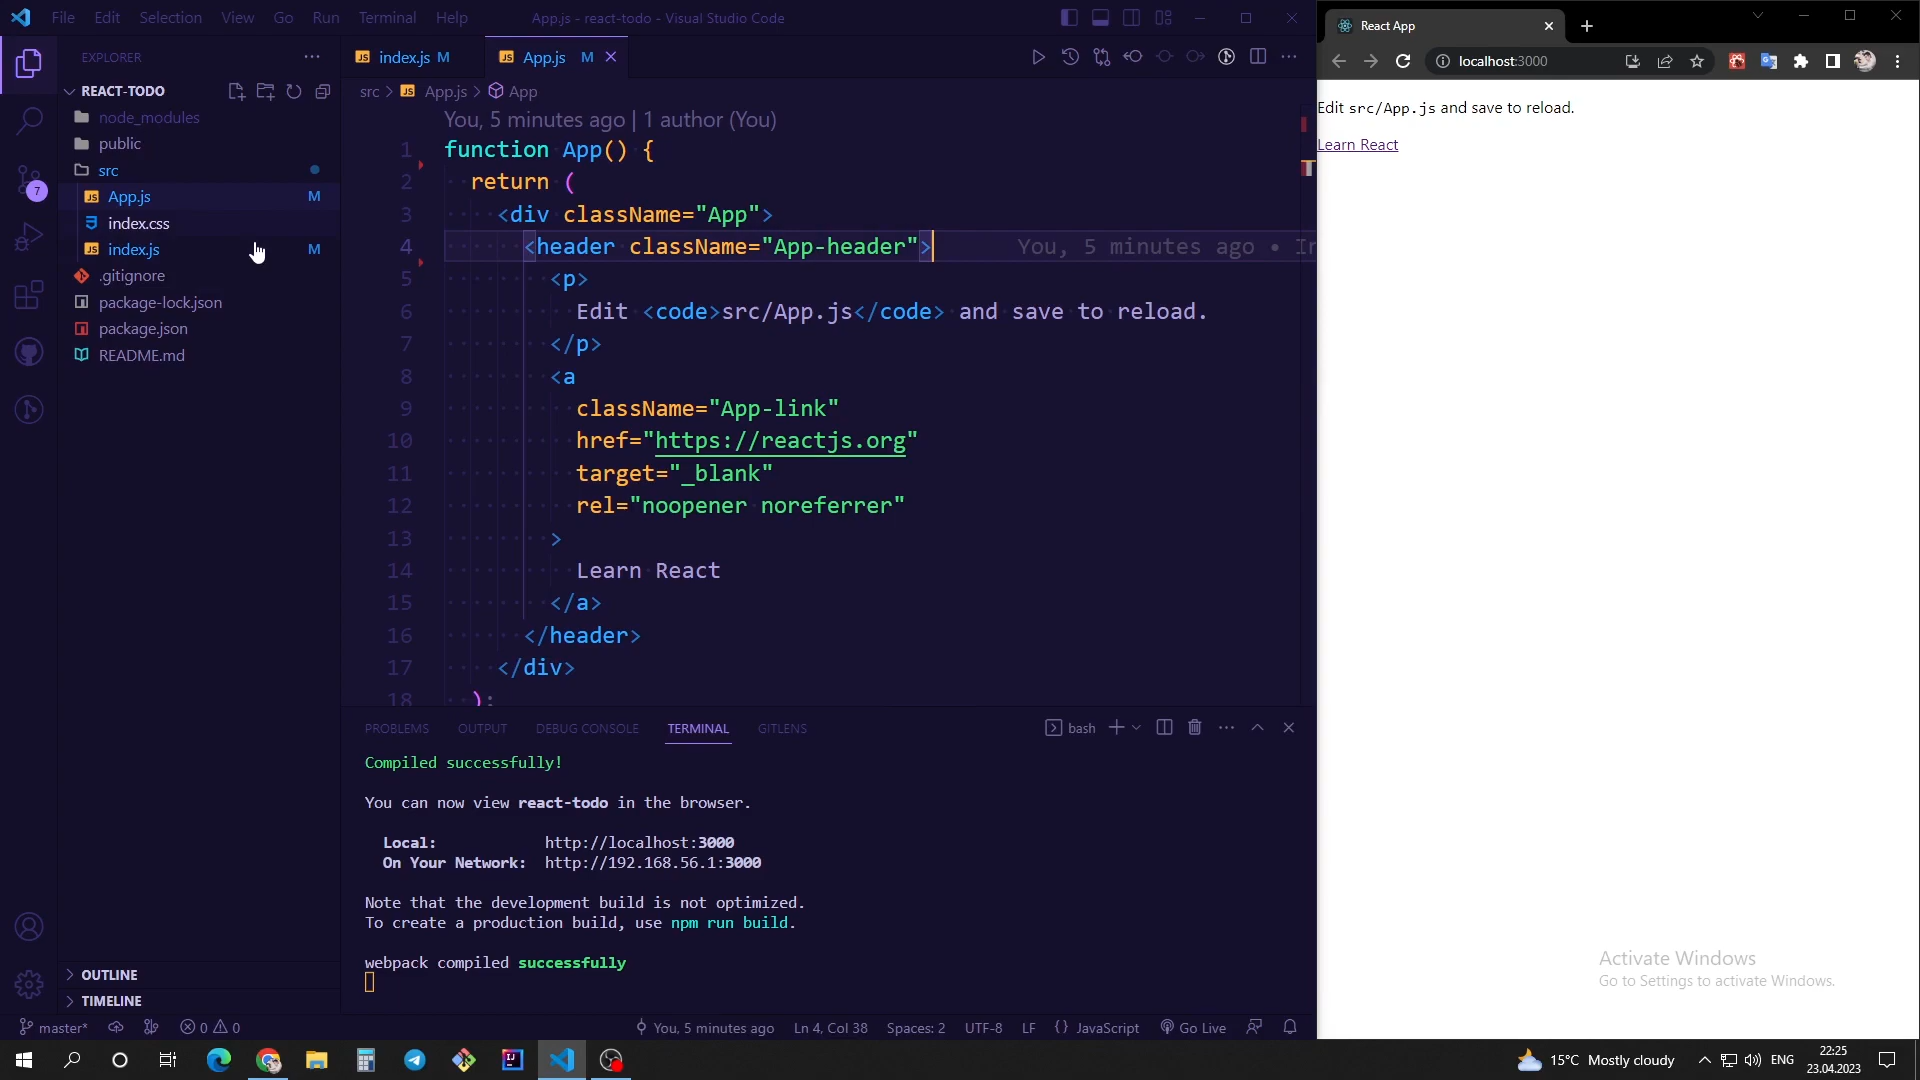 File Edit Selection View Go Run Terminal Help
App.js - react-todo - Visual Studio Code
EXPLORER
REACT-TODO
node_modules
public
src
App.js M
index.css
index.js M
.gitignore
package-lock.json
package.json
README.md
OUTLINE
TIMELINE
7
index.js M
App.js M
src > App.js > App
You, 5 minutes ago | 1 author (You)
1 function App() {
2 return (
3 <div className="App">
4 <header className="App-header"> You, 5 minutes ago •
5 <p>
6 Edit <code>src/App.js</code> and save to reload.
7 </p>
8 <a
9 className="App-link"
10 href="https://reactjs.org"
11 target="_blank"
12 rel="noopener noreferrer"
13 >
14 Learn React
15 </a>
16 </header>
17 </div>
18 );
PROBLEMS OUTPUT DEBUG CONSOLE TERMINAL GITLENS
bash
Compiled successfully!
You can now view react-todo in the browser.
Local: http://localhost:3000
On Your Network: http://192.168.56.1:3000
Note that the development build is not optimized.
To create a production build, use npm run build.
webpack compiled successfully
master* 0 0 You, 5 minutes ago Ln 4, Col 38 Spaces: 2 UTF-8 LF {} JavaScript Go Live
React App
localhost:3000
Edit src/App.js and save to reload.
Learn React
Activate Windows
Go to Settings to activate Windows.
15°C Mostly cloudy ENG
22:25
23.04.2023